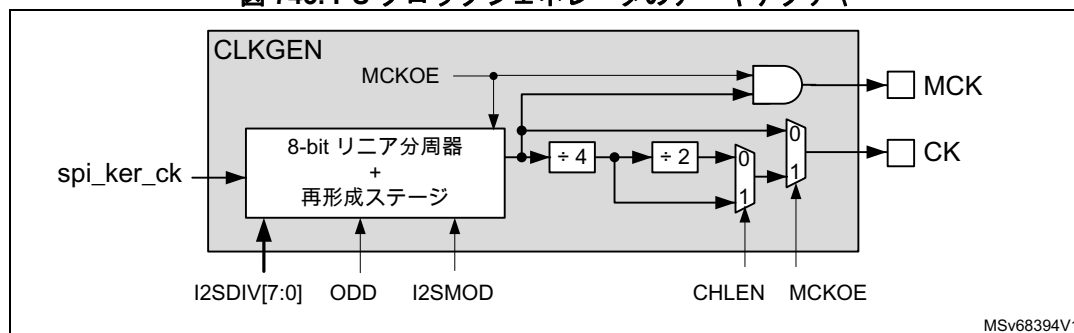 CLKGEN
MCKOE
MCK
0
CK
1
8-bit リニア分周器
+
再形成ステージ
spi_ker_ck
÷ 4
÷ 2
0
1
I2SDIV[7:0]
ODD
I2SMOD
CHLEN
MCKOE
MSv68394V1